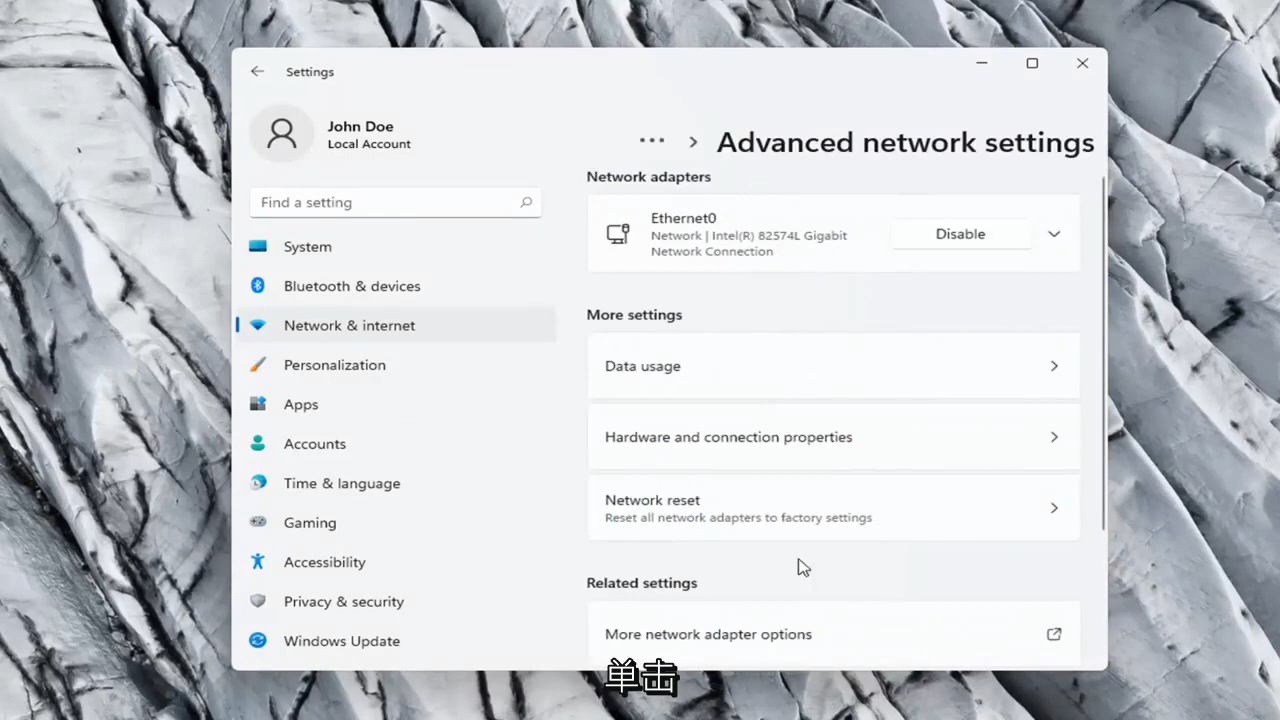 Settings
John Doe
Local Account
Find a setting
System
Bluetooth & devices
Network & internet
Personalization
Apps
Accounts
Time & language
Gaming
Accessibility
Privacy & security
Windows Update
Advanced network settings
Network adapters
Ethernet0
Network | Intel(R) 82574L Gigabit
Network Connection
Disable
More settings
Data usage
Hardware and connection properties
Network reset
Reset all network adapters to factory settings
Related settings
More network adapter options
单击